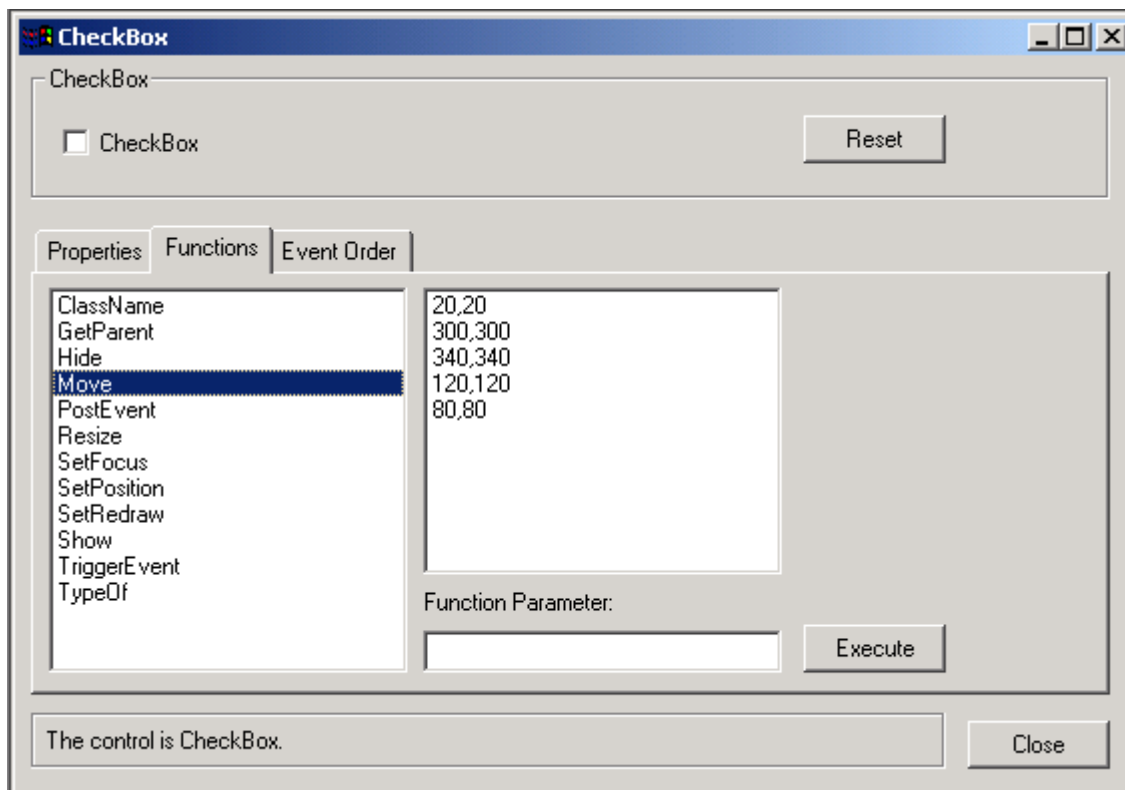 CheckBox
CheckBox
CheckBox
Reset
Properties Functions Event Order
ClassName
GetParent
Hide
Move
PostEvent
Resize
SetFocus
SetPosition
SetRedraw
Show
TriggerEvent
TypeOf
20,20
300,300
340,340
120,120
80,80
Function Parameter:
Execute
The control is CheckBox.
Close